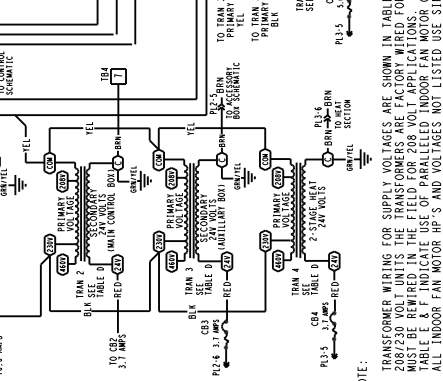 TO CONTROL
SCHEMATIC
TB4
7
YEL
YEL
YEL
GRN/YEL
COM
208V
230V
460V
PRIMARY
VOLTAGE
SECONDARY
24V VOLTS
(MAIN CONTROL BOX)
C
BRN
GRN/YEL
24V
RED
TRAN 2
SEE
TABLE D
BLK
TO CB2
3.7 AMPS
PL2-5
BRN
TO ACCESSORY
BOX SCHEMATIC
COM
208V
230V
460V
PRIMARY
VOLTAGE
SECONDARY
24V VOLTS
(AUXILLARY BOX)
C
BRN
GRN/YEL
24V
RED
TRAN 3
SEE
TABLE D
BLK
CB3
3.7 AMPS
PL2-6
PL3-6
BRN
TO HEAT
SECTION
COM
208V
230V
460V
PRIMARY
VOLTAGE
2-STAGE HEAT
24V VOLTS
C
BRN
24V
RED
TRAN 4
SEE
TABLE D
CB4
3.7 AMPS
PL3-5
TO TRAN
PRIMARY
YEL
TO TRAN
PRIMARY
BLK
PL3-5
OTE:
TRANSFORMER WIRING FOR SUPPLY VOLTAGES ARE SHOWN IN TABLE
208/230 VOLT UNITS THE TRANSFORMERS ARE FACTORY WIRED FO
MUST BE REWIRED IN THE FIELD FOR 208 VOLT APPLICATIONS.
TABLE E & F INDICATE USE OF PARALLELED INDOOR FAN MOTOR
ALL INDOOR FAN MOTOR HP'S AND VOLTAGES NOT LISTED USE SI